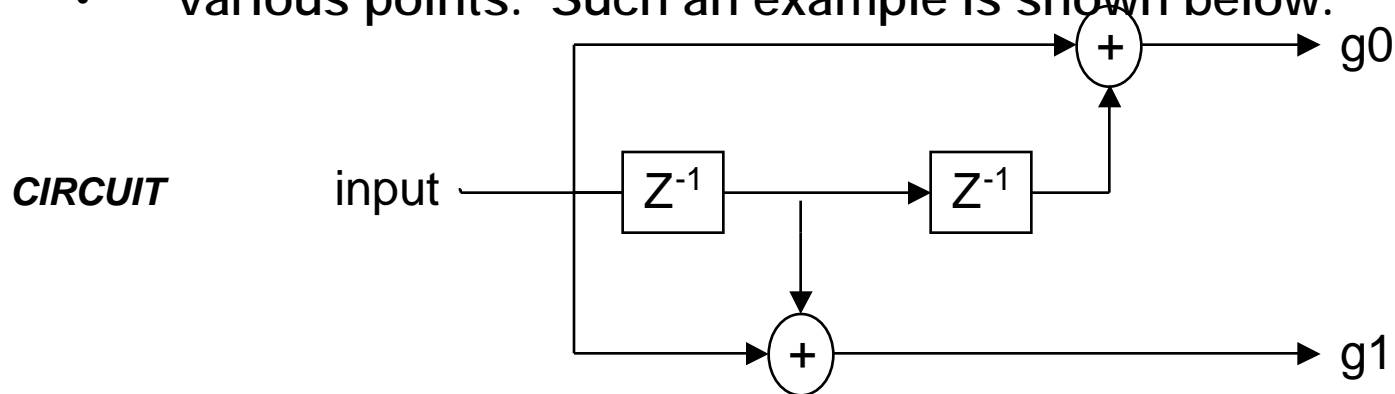 • various points. Such an example is shown below.
+ g0
CIRCUIT input Z-1 Z-1
+ g1